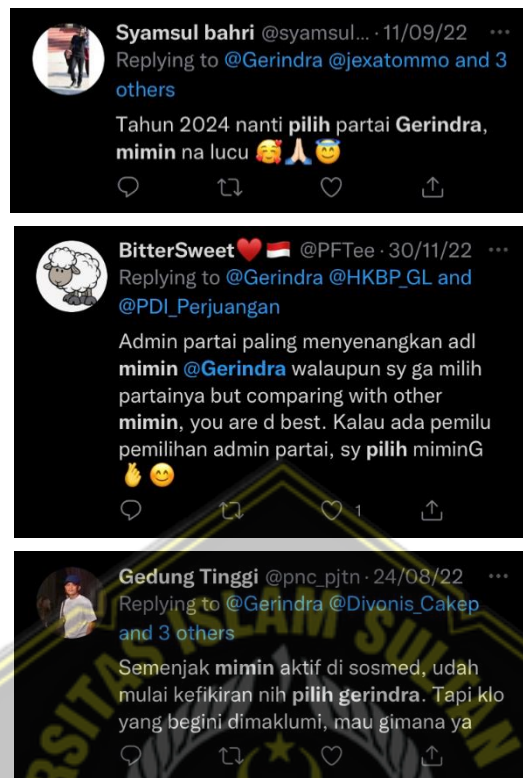 Syamsul bahri @syamsul... · 11/09/22 ···
Replying to @Gerindra @jexatommo and 3
others
Tahun 2024 nanti pilih partai Gerindra,
mimin na lucu 🥰🙏🏻😇
BitterSweet❤️🇮🇩 @PFTee · 30/11/22 ···
Replying to @Gerindra @HKBP_GL and
@PDI_Perjuangan
Admin partai paling menyenangkan adl
mimin @Gerindra walaupun sy ga milih
partainya but comparing with other
mimin, you are d best. Kalau ada pemilu
pemilihan admin partai, sy pilih miminG
🫰😊
1
Gedung Tinggi @pnc_pjtn · 24/08/22 ···
Replying to @Gerindra @Divonis_Cakep
and 3 others
Semenjak mimin aktif di sosmed, udah
mulai kefikiran nih pilih gerindra. Tapi klo
yang begini dimaklumi, mau gimana ya